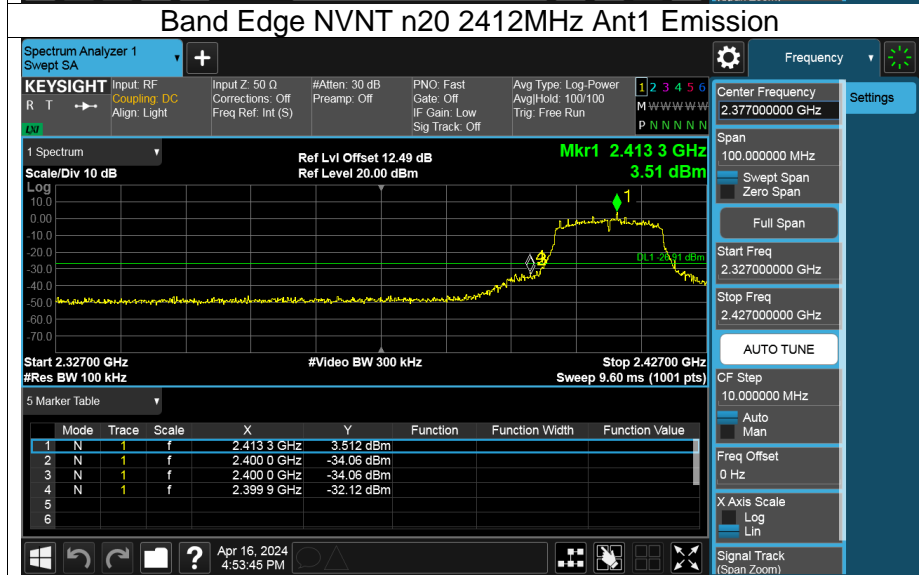 (Span Zoom)
Band Edge NVNT n20 2412MHz Ant1 Emission
Spectrum Analyzer 1
Swept SA
+
Frequency
KEYSIGHT Input: RF Input Z: 50 Ω #Atten: 30 dB PNO: Fast Avg Type: Log-Power 1 2 3 4 5 6
R T Coupling: DC Corrections: Off Preamp: Off Gate: Off Avg|Hold: 100/100 M W W W W W
Align: Light Freq Ref: Int (S) IF Gain: Low Trig: Free Run
LXI Sig Track: Off P N N N N N
Center Frequency
2.377000000 GHz
Settings
1 Spectrum
Ref Lvl Offset 12.49 dB Mkr1 2.413 3 GHz
Scale/Div 10 dB Ref Level 20.00 dBm 3.51 dBm
Span
100.000000 MHz
Swept Span
Zero Span
Full Span
Start Freq
2.327000000 GHz
Stop Freq
2.427000000 GHz
AUTO TUNE
Log
10.0
1
0.00
-10.0
-20.0
DL1 -26.91 dBm
-30.0
-40.0
-50.0
-60.0
-70.0
Start 2.32700 GHz #Video BW 300 kHz Stop 2.42700 GHz
#Res BW 100 kHz Sweep 9.60 ms (1001 pts)
CF Step
10.000000 MHz
Auto
Man
Freq Offset
0 Hz
X Axis Scale
Log
Lin
Signal Track
(Span Zoom)
5 Marker Table
Mode Trace Scale X Y Function Function Width Function Value
1 N 1 f 2.413 3 GHz 3.512 dBm
2 N 1 f 2.400 0 GHz -34.06 dBm
3 N 1 f 2.400 0 GHz -34.06 dBm
4 N 1 f 2.399 9 GHz -32.12 dBm
5
6
? Apr 16, 2024
4:53:45 PM